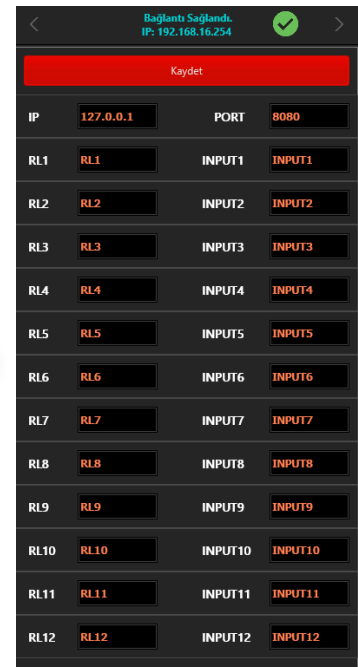 Bağlantı Sağlandı.
IP: 192.168.16.254
Kaydet
IP 127.0.0.1 PORT 8080
RL1 RL1 INPUT1 INPUT1
RL2 RL2 INPUT2 INPUT2
RL3 RL3 INPUT3 INPUT3
RL4 RL4 INPUT4 INPUT4
RL5 RL5 INPUT5 INPUT5
RL6 RL6 INPUT6 INPUT6
RL7 RL7 INPUT7 INPUT7
RL8 RL8 INPUT8 INPUT8
RL9 RL9 INPUT9 INPUT9
RL10 RL10 INPUT10 INPUT10
RL11 RL11 INPUT11 INPUT11
RL12 RL12 INPUT12 INPUT12